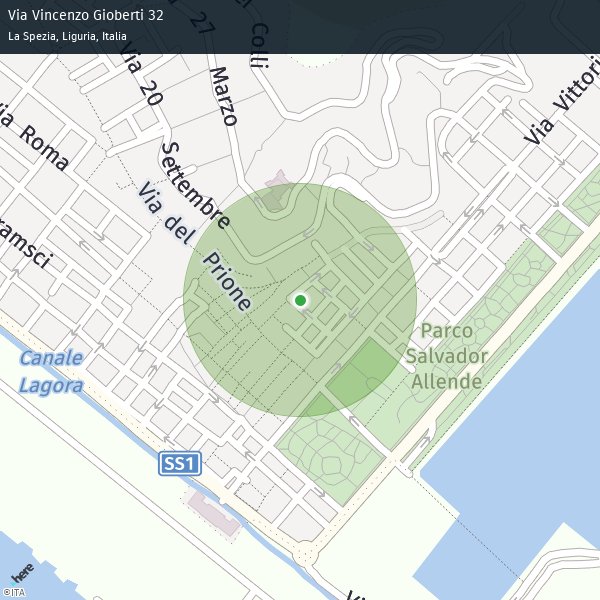 Via Vincenzo Gioberti 32
La Spezia, Liguria, Italia
Colli
27 Marzo
Via 20 Settembre
Via Vittori
Via Roma
Via del Prione
ramsci
Canale
Lagora
Parco
Salvador
Allende
SS1
here
©ITA